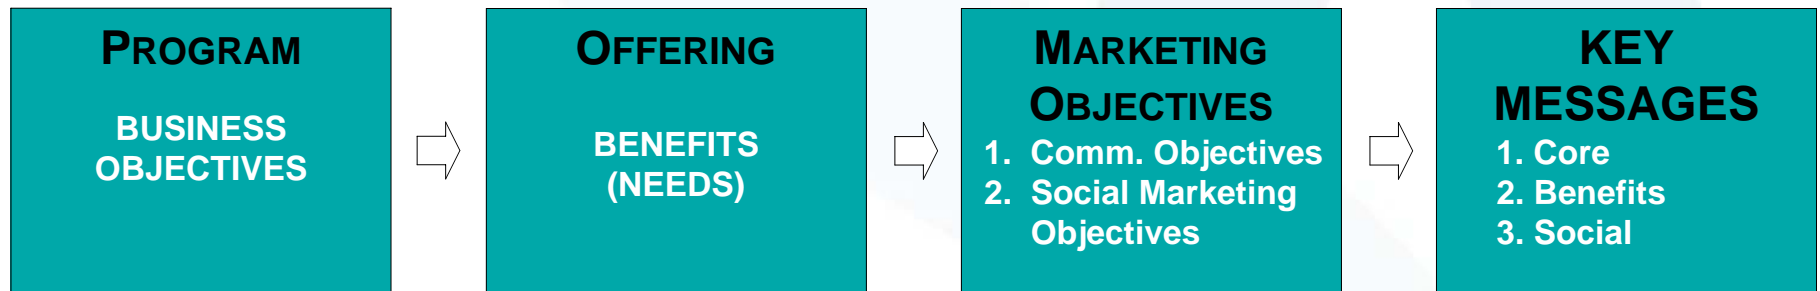 PROGRAM
BUSINESS
OBJECTIVES
OFFERING
BENEFITS
(NEEDS)
MARKETING
OBJECTIVES
1. Comm. Objectives
2. Social Marketing
Objectives
KEY
MESSAGES
1. Core
2. Benefits
3. Social